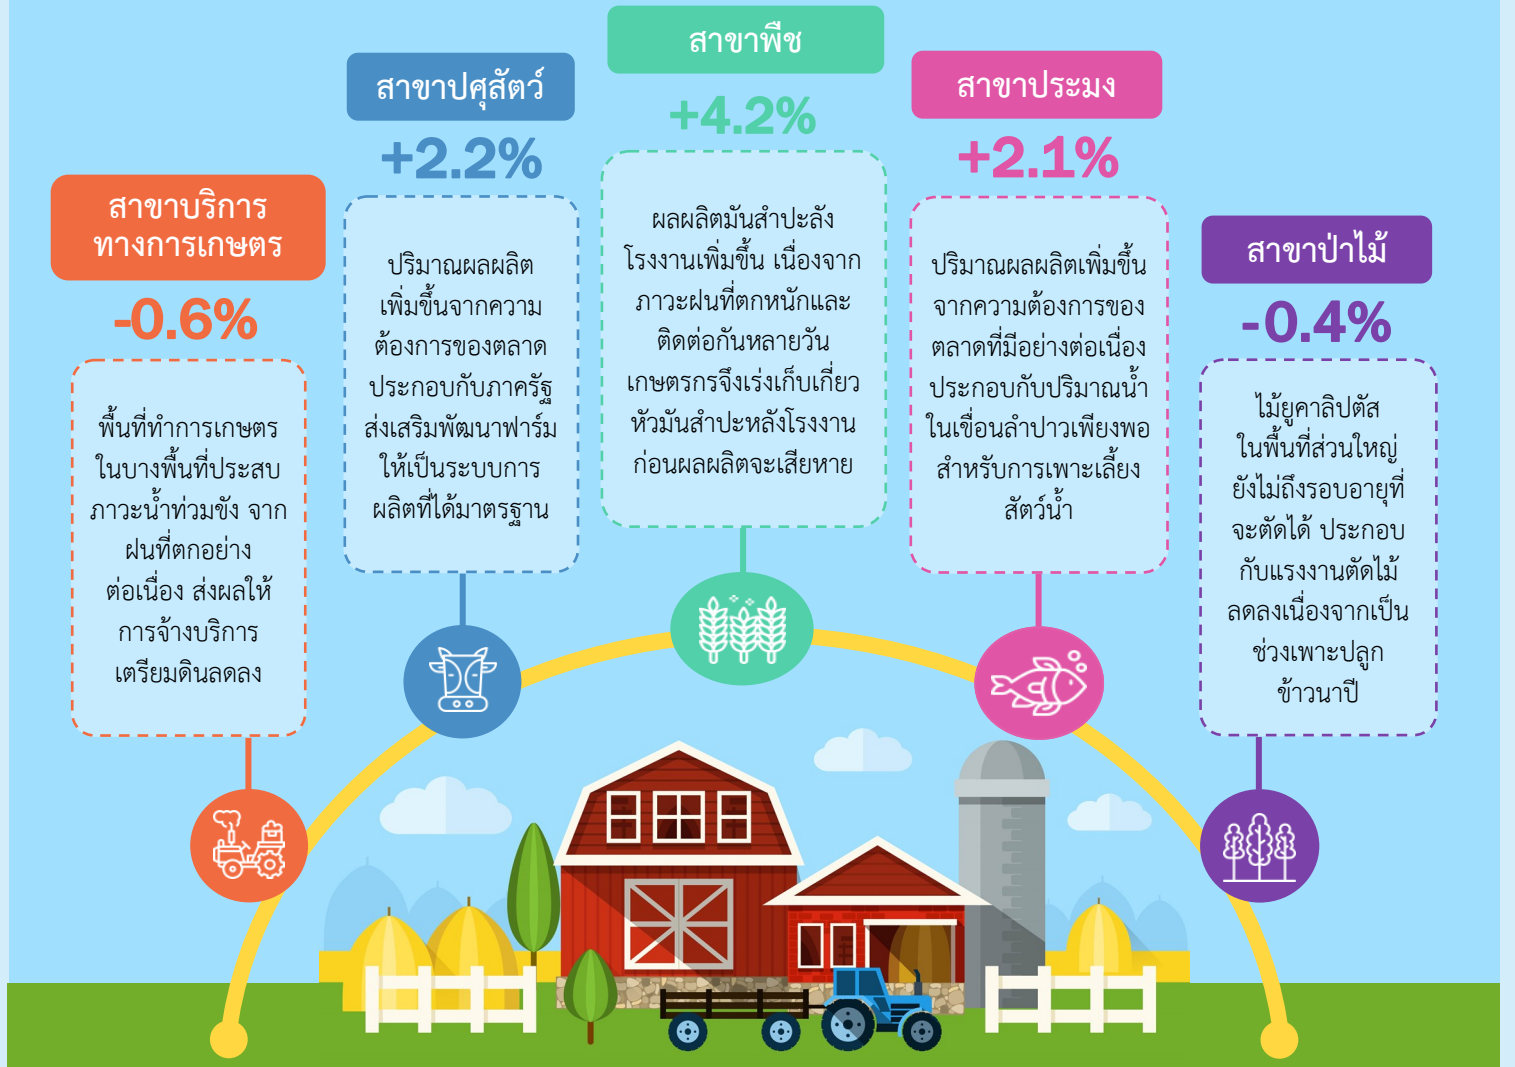 สาขาบริการ
ทางการเกษตร
-0.6%
พื้นที่ทำการเกษตร
ในบางพื้นที่ประสบ
ภาวะน้ำท่วมขัง จาก
ฝนที่ตกอย่าง
ต่อเนื่อง ส่งผลให้
การจ้างบริการ
เตรียมดินลดลง
สาขาปศุสัตว์
+2.2%
ปริมาณผลผลิต
เพิ่มขึ้นจากความ
ต้องการของตลาด
ประกอบกับภาครัฐ
ส่งเสริมพัฒนาฟาร์ม
ให้เป็นระบบการ
ผลิตที่ได้มาตรฐาน
สาขาพืช
+4.2%
ผลผลิตมันสำปะลัง
โรงงานเพิ่มขึ้น เนื่องจาก
ภาวะฝนที่ตกหนักและ
ติดต่อกันหลายวัน
เกษตรกรจึงเร่งเก็บเกี่ยว
หัวมันสำปะหลังโรงงาน
ก่อนผลผลิตจะเสียหาย
สาขาประมง
+2.1%
ปริมาณผลผลิตเพิ่มขึ้น
จากความต้องการของ
ตลาดที่มีอย่างต่อเนื่อง
ประกอบกับปริมาณน้ำ
ในเขื่อนลำปาวเพียงพอ
สำหรับการเพาะเลี้ยง
สัตว์น้ำ
สาขาป่าไม้
-0.4%
ไม้ยูคาลิปตัส
ในพื้นที่ส่วนใหญ่
ยังไม่ถึงรอบอายุที่
จะตัดได้ ประกอบ
กับแรงงานตัดไม้
ลดลงเนื่องจากเป็น
ช่วงเพาะปลูก
ข้าวนาปี